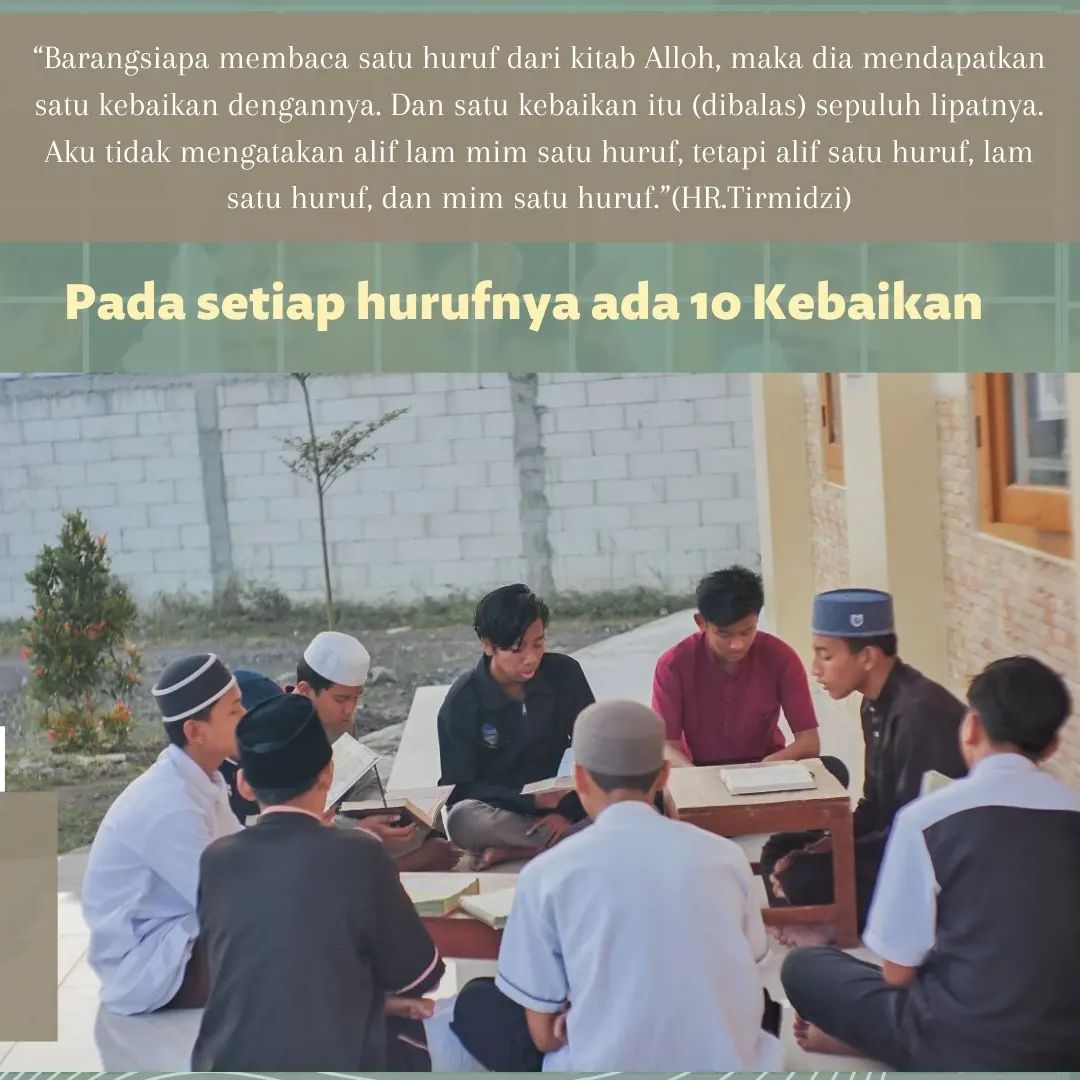 “Barangsiapa membaca satu huruf dari kitab Alloh, maka dia mendapatkan
satu kebaikan dengannya. Dan satu kebaikan itu (dibalas) sepuluh lipatnya.
Aku tidak mengatakan alif lam mim satu huruf, tetapi alif satu huruf, lam
satu huruf, dan mim satu huruf.”(HR.Tirmidzi)
Pada setiap hurufnya ada 10 Kebaikan